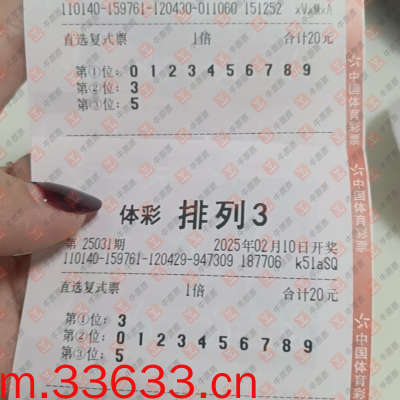 110140-159761-120430-011060 151252
直选复式票 1倍 合计20元
第①位: 0 1 2 3 4 5 6 7 8 9
第②位: 3
第③位: 5
中国体育彩票
体彩 排列3
第 25031期 2025年02月10日开奖
110140-159761-120429-947309 187706 k51aSQ
直选复式票 1倍 合计20元
第①位: 3
第②位: 0 1 2 3 4 5 6 7 8 9
第③位: 5
中国体育彩
m.33633.cn